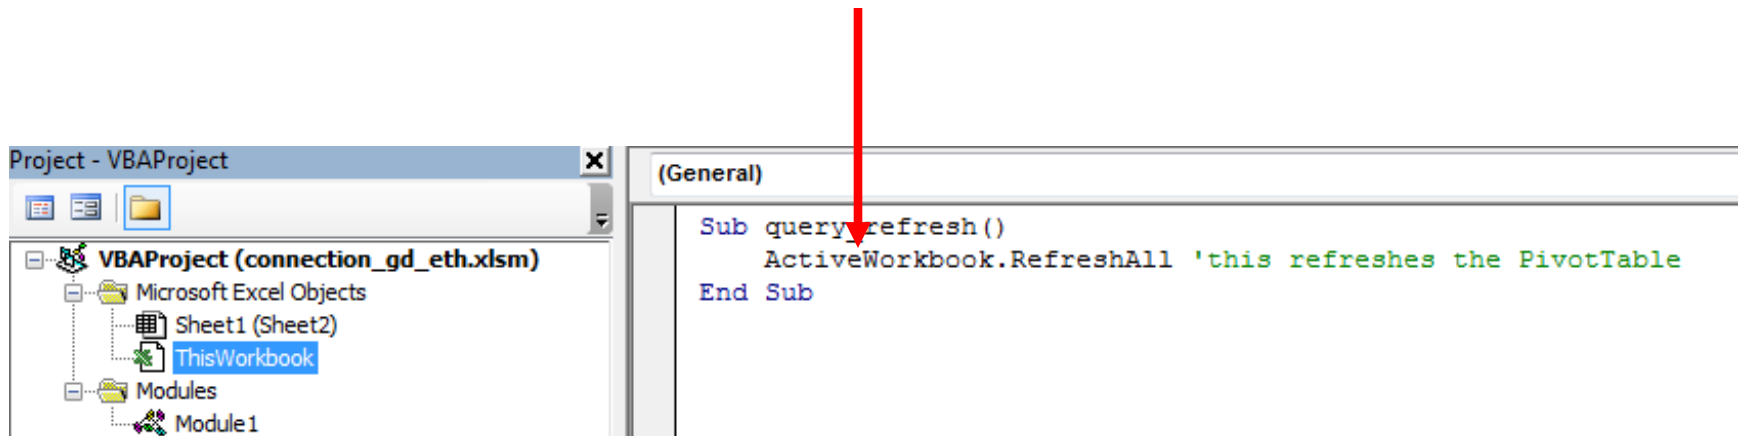 Project - VBAProject
VBAProject (connection_gd_eth.xlsm)
Microsoft Excel Objects
Sheet1 (Sheet2)
ThisWorkbook
Modules
Module1
(General)
Sub query_refresh()
ActiveWorkbook.RefreshAll 'this refreshes the PivotTable
End Sub